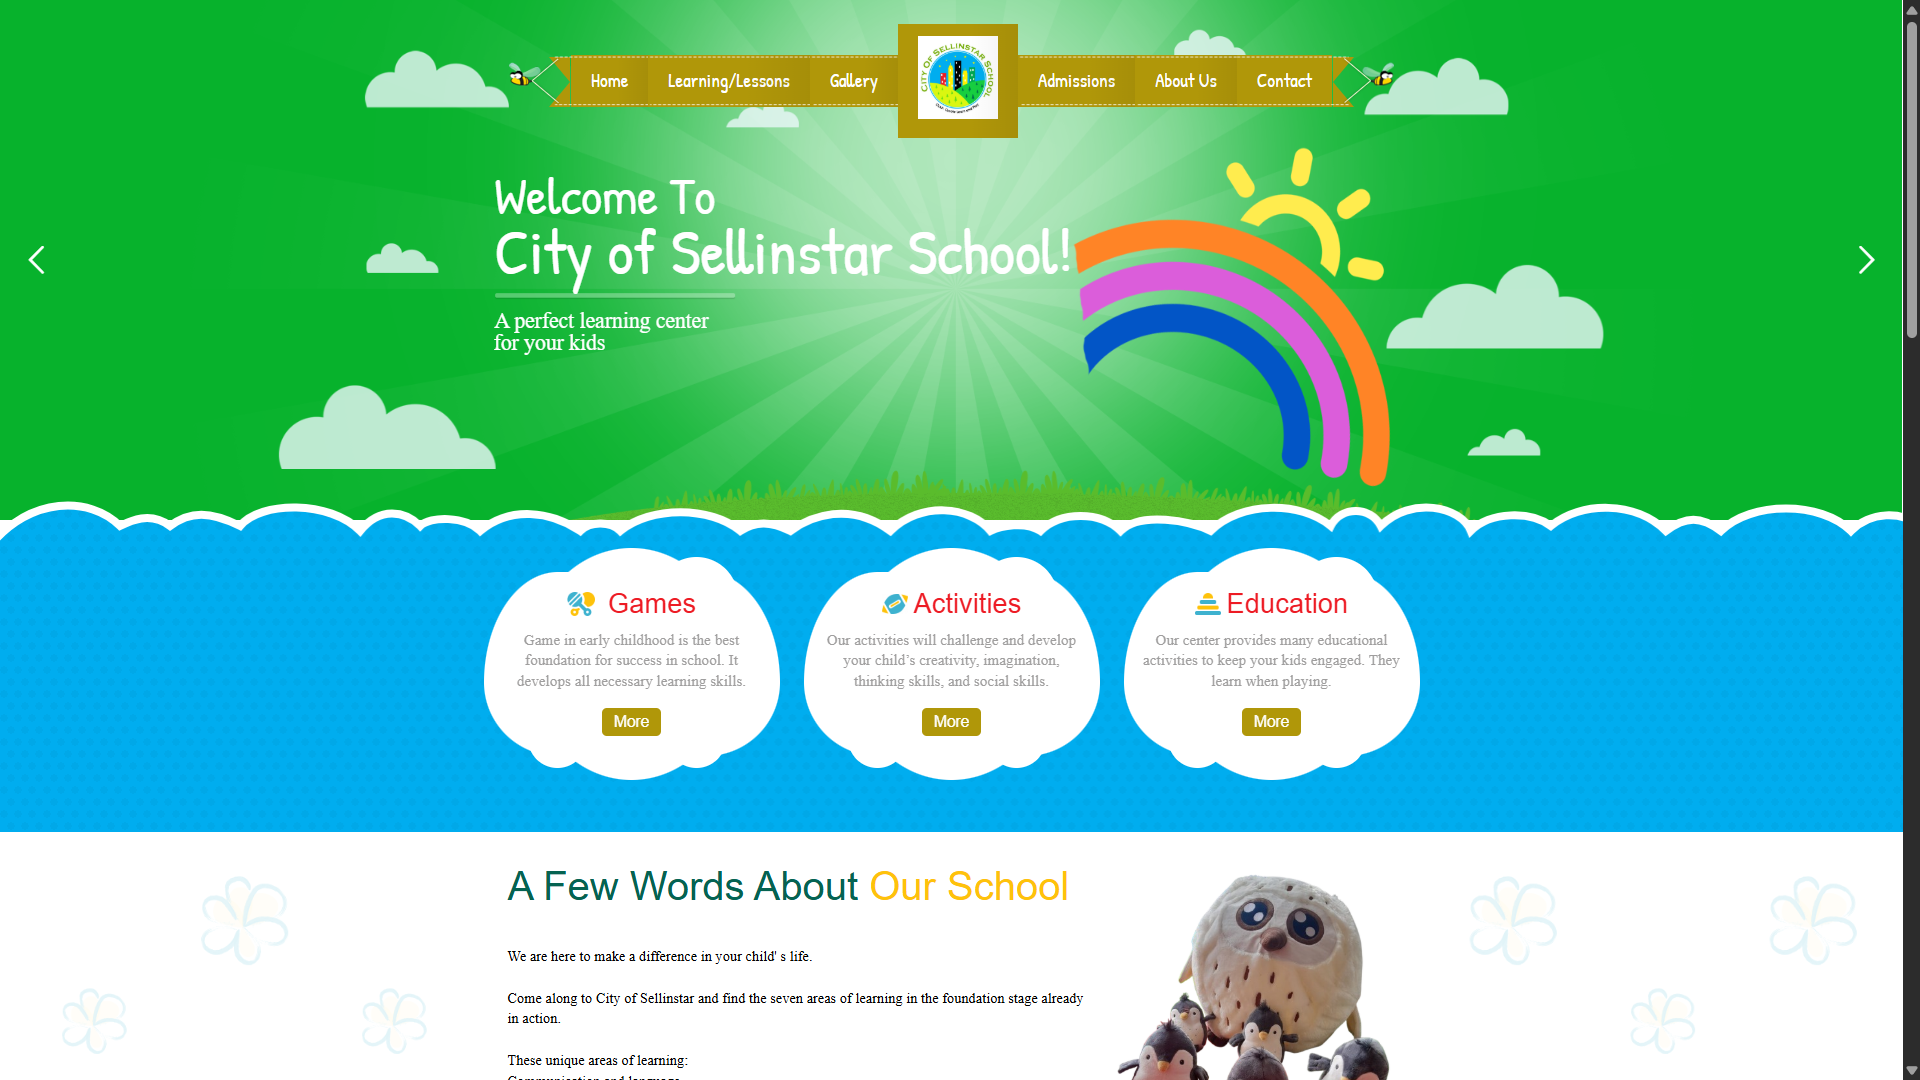 Home
Learning/Lessons
Gallery
CITY OF SELLINSTAR SCHOOL
Admissions
About Us
Contact
Welcome To
City of Sellinstar School!
A perfect learning center
for your kids
Games
Game in early childhood is the best
foundation for success in school. It
develops all necessary learning skills.
More
Activities
Our activities will challenge and develop
your child’s creativity, imagination,
thinking skills, and social skills.
More
Education
Our center provides many educational
activities to keep your kids engaged. They
learn when playing.
More
A Few Words About Our School
We are here to make a difference in your child' s life.
Come along to City of Sellinstar and find the seven areas of learning in the foundation stage already
in action.
These unique areas of learning:
Communication and language